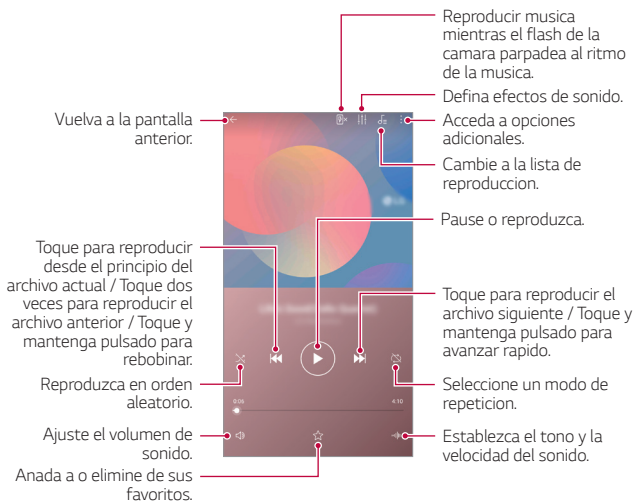 Reproducir musica
mientras el flash de la
camara parpadea al ritmo
de la musica.
Defina efectos de sonido.
Vuelva a la pantalla
anterior.
Acceda a opciones
adicionales.
Cambie a la lista de
reproduccion.
LG
Pause o reproduzca.
Toque para reproducir
desde el principio del
archivo actual / Toque dos
veces para reproducir el
archivo anterior / Toque y
mantenga pulsado para
rebobinar.
Toque para reproducir el
archivo siguiente / Toque y
mantenga pulsado para
avanzar rapido.
Reproduzca en orden
aleatorio.
Seleccione un modo de
repeticion.
0:06
4:10
Ajuste el volumen de
sonido.
Establezca el tono y la
velocidad del sonido.
Anada a o elimine de sus
favoritos.